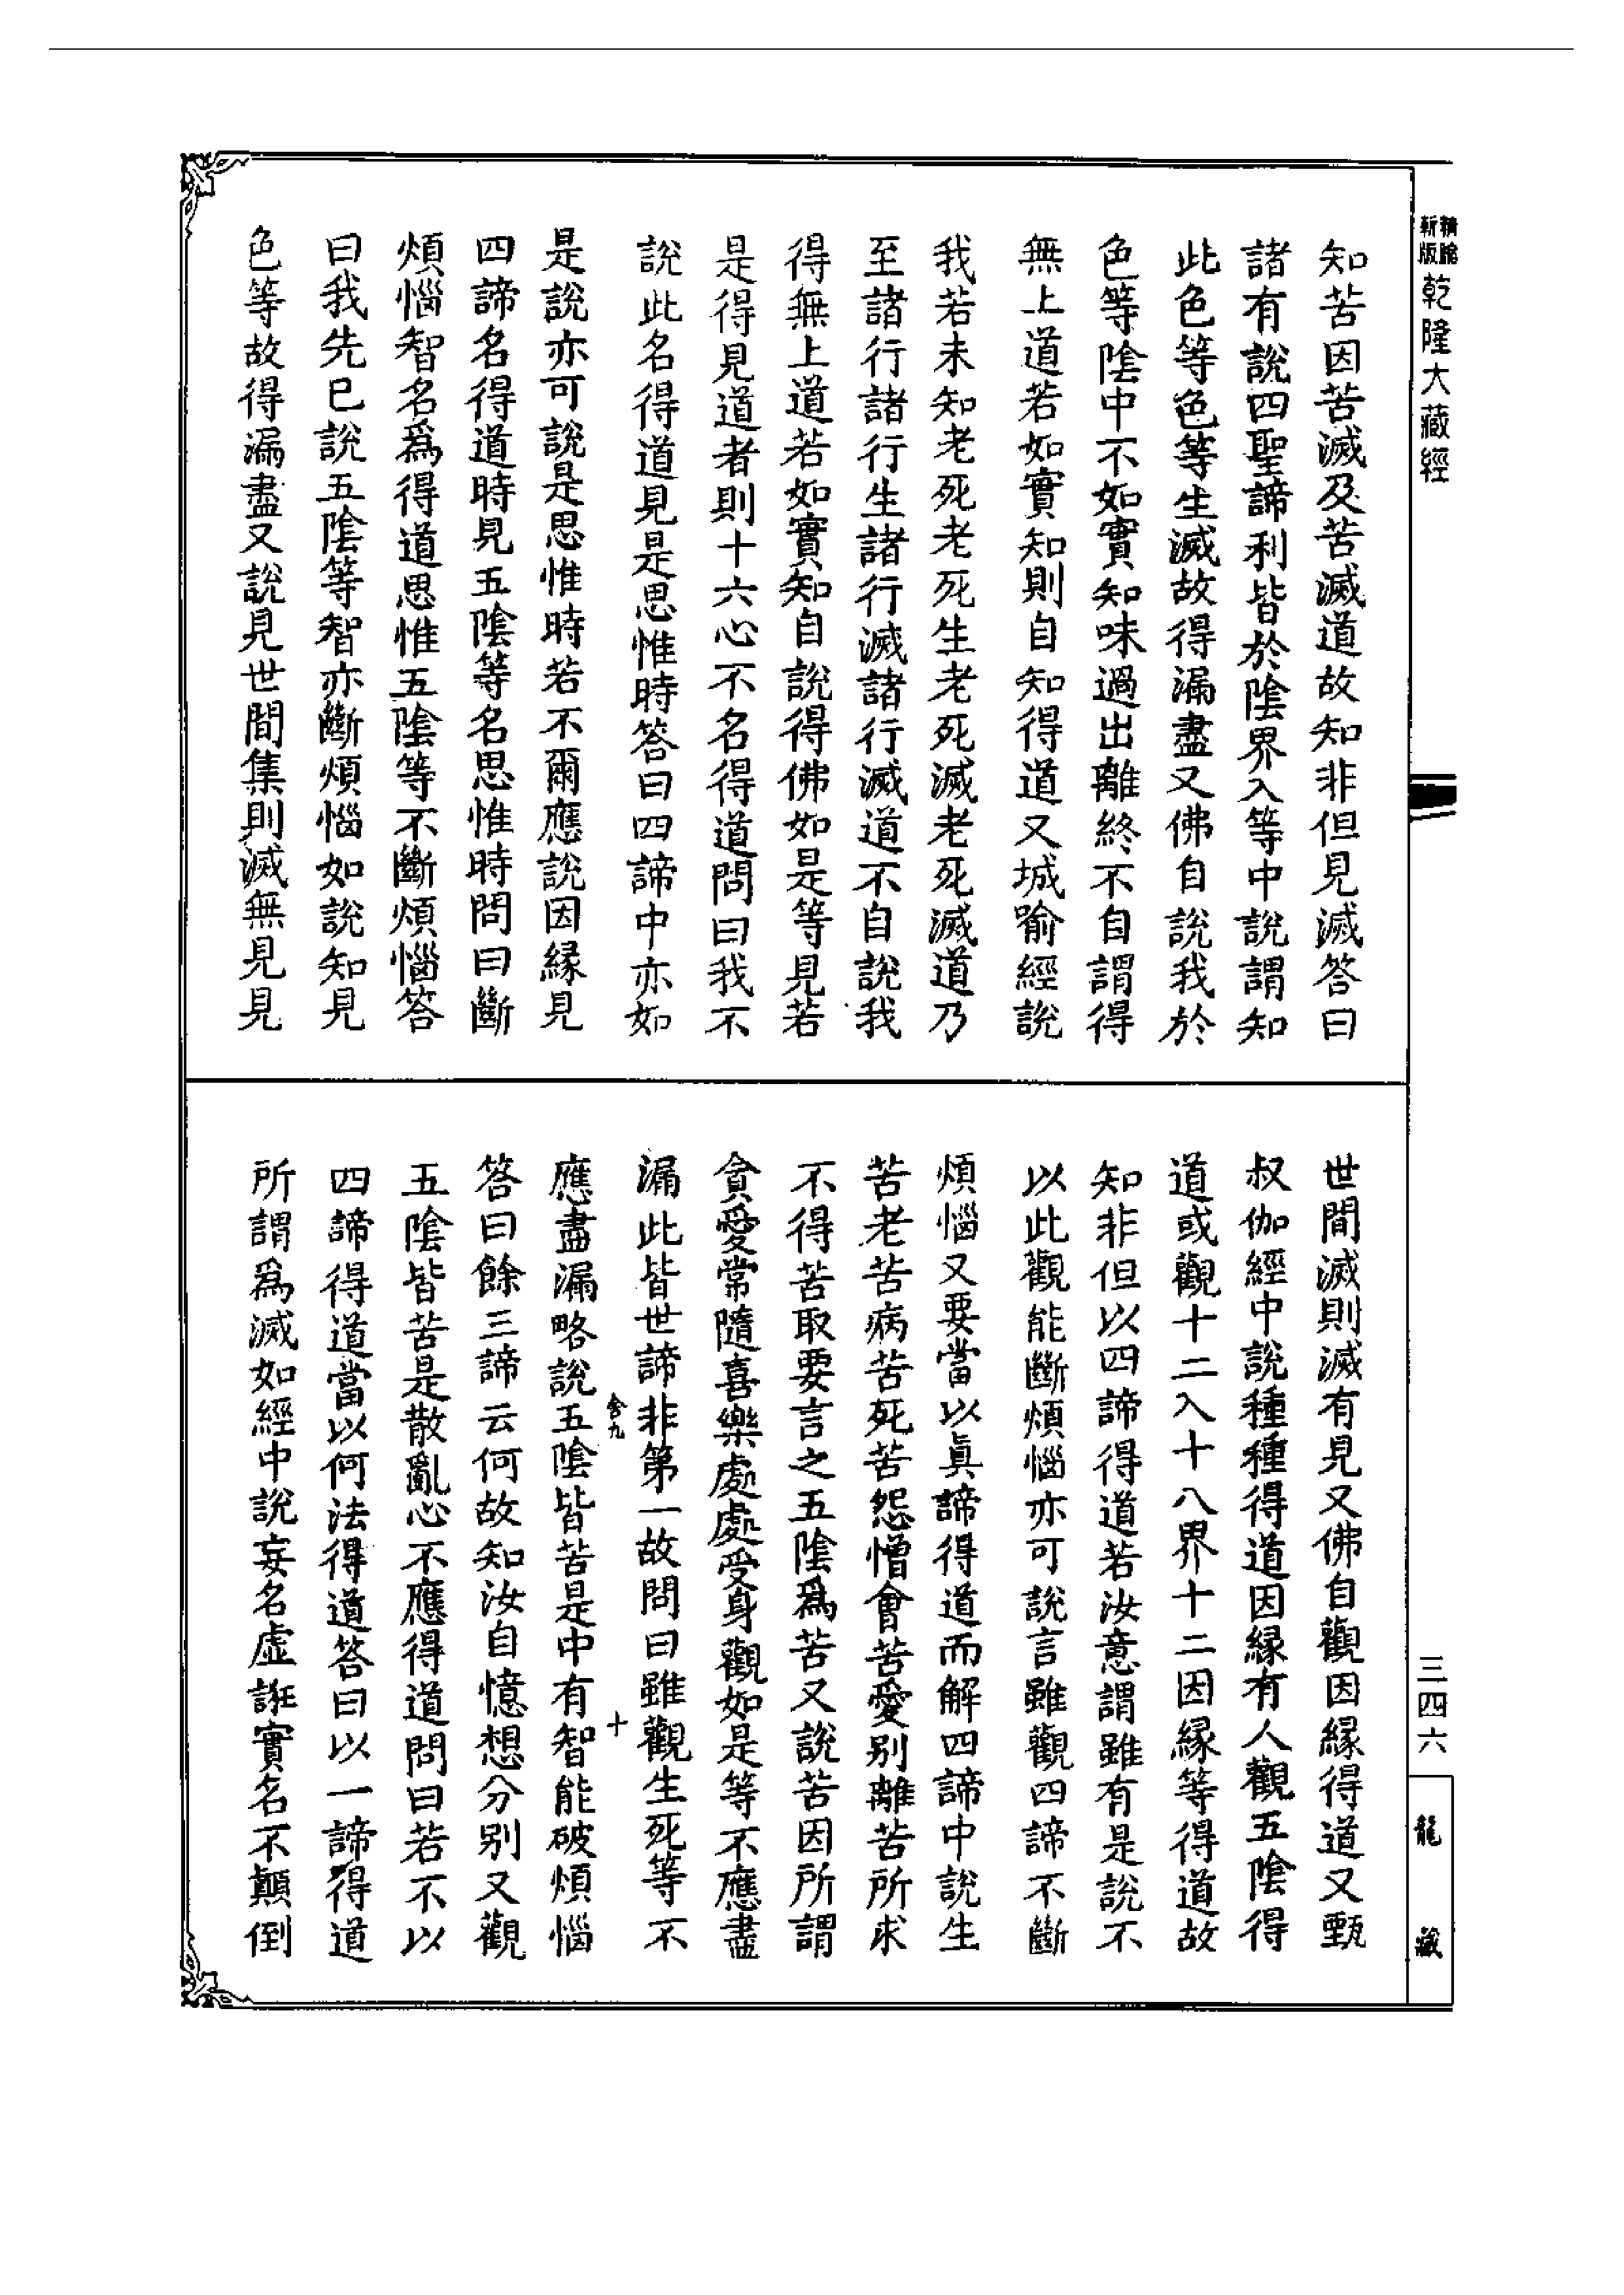 新版
精縮
乾隆大藏經
知苦因苦滅及苦滅道故知非但見滅答曰
諸有說四聖諦利皆於陰界入等中說謂知
此色等色等生滅故得漏盡又佛自說我於
色等陰中不如實知味過出離終不自謂得
無上道若如實知則自知得道又城喻經說
我若未知老死老死生老死滅老死滅道乃
至諸行諸行生諸行滅諸行滅道不自說我
得無上道若如實知自說得佛如是等見若
是得見道者則十六心不名得道問曰我不
說此名得道見是思惟時答曰四諦中亦如
是說亦可說是思惟時若不爾應說因緣見
四諦名得道時見五陰等名思惟時問曰斷
煩惱智名為得道思惟五陰等不斷煩惱答
曰我先已說五陰等智亦斷煩惱如說知見
色等故得漏盡又說見世間集則滅無見見
世間滅則滅有見又佛自觀因緣得道又甄
叔伽經中說種種得道因緣有人觀五陰得
道或觀十二入十八界十二因緣等得道故
知非但以四諦得道若汝意謂雖有是說不
以此觀能斷煩惱亦可說言雖觀四諦不斷
煩惱又要當以真諦得道而解四諦中說生
苦老苦病苦死苦怨憎會苦愛別離苦所求
不得苦取要言之五陰為苦又說苦因所謂
貪愛常隨喜樂處處受身觀如是等不應盡
漏此皆世諦非第一故問曰雖觀生死等不
應盡漏略說五陰皆苦是中有智能破煩惱
答曰餘三諦云何故知汝自憶想分別又觀
五陰皆苦是散亂心不應得道問曰若不以
四諦得道當以何法得道答曰以一諦得道
所謂為滅如經中說妄名虛誑實名不顛倒
舍九
十
三四六
龍藏